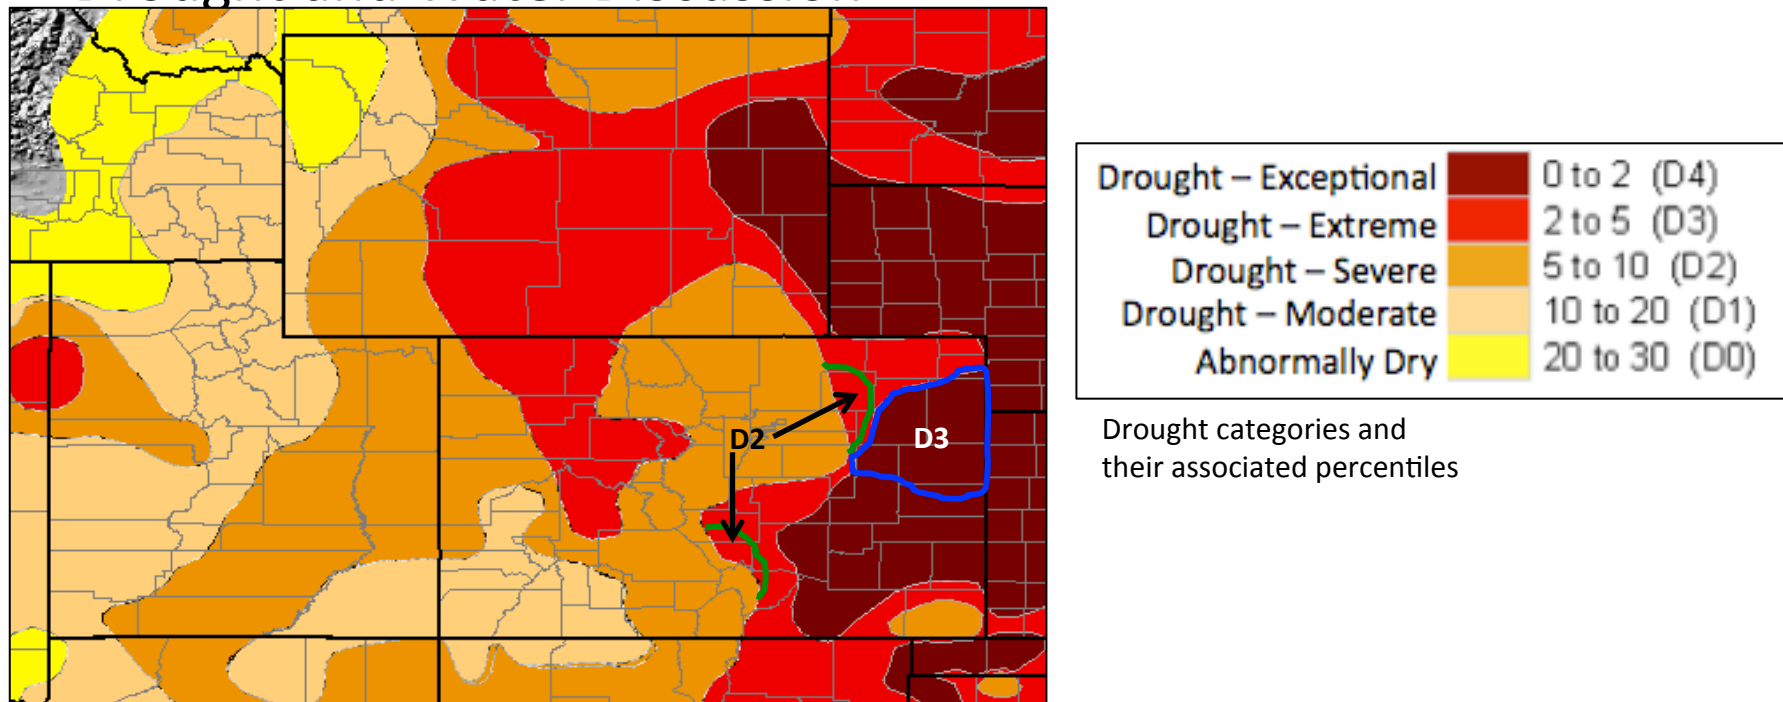 Drought – Exceptional 0 to 2 (D4)
Drought – Extreme 2 to 5 (D3)
Drought – Severe 5 to 10 (D2)
Drought – Moderate 10 to 20 (D1)
Abnormally Dry 20 to 30 (D0)
D2
D3
Drought categories and
their associated percentiles